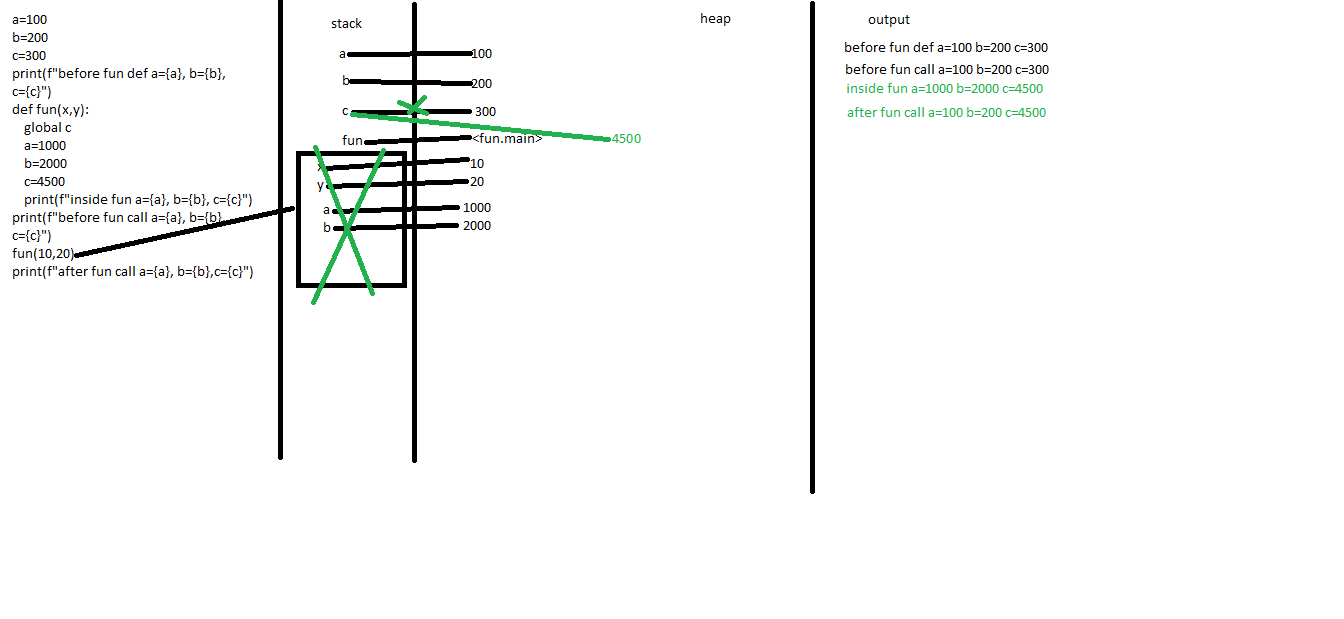 a=100
b=200
c=300
print(f"before fun def a={a}, b={b},
c={c}")
def fun(x,y):
global c
a=1000
b=2000
c=4500
print(f"inside fun a={a}, b={b}, c={c}")
print(f"before fun call a={a}, b={b}
c={c}")
fun(10,20)
print(f"after fun call a={a}, b={b},c={c}")
stack
a 100
b 200
c 300
4500
fun <fun.main>
x 10
y 20
a 1000
b 2000
heap
output
before fun def a=100 b=200 c=300
before fun call a=100 b=200 c=300
inside fun a=1000 b=2000 c=4500
after fun call a=100 b=200 c=4500